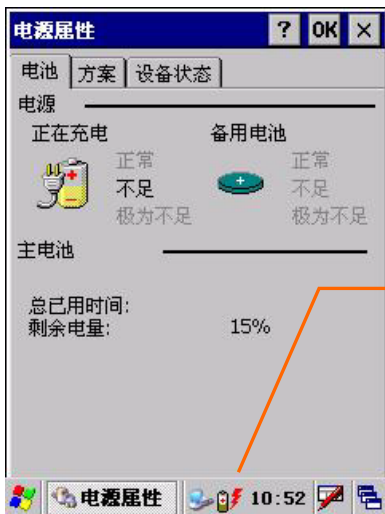 电源属性 ? OK ×
电池 方案 设备状态
电源
正在充电 备用电池
正常 正常
不足 不足
极为不足 极为不足
主电池
总已用时间:
剩余电量: 15%
电源属性 10:52